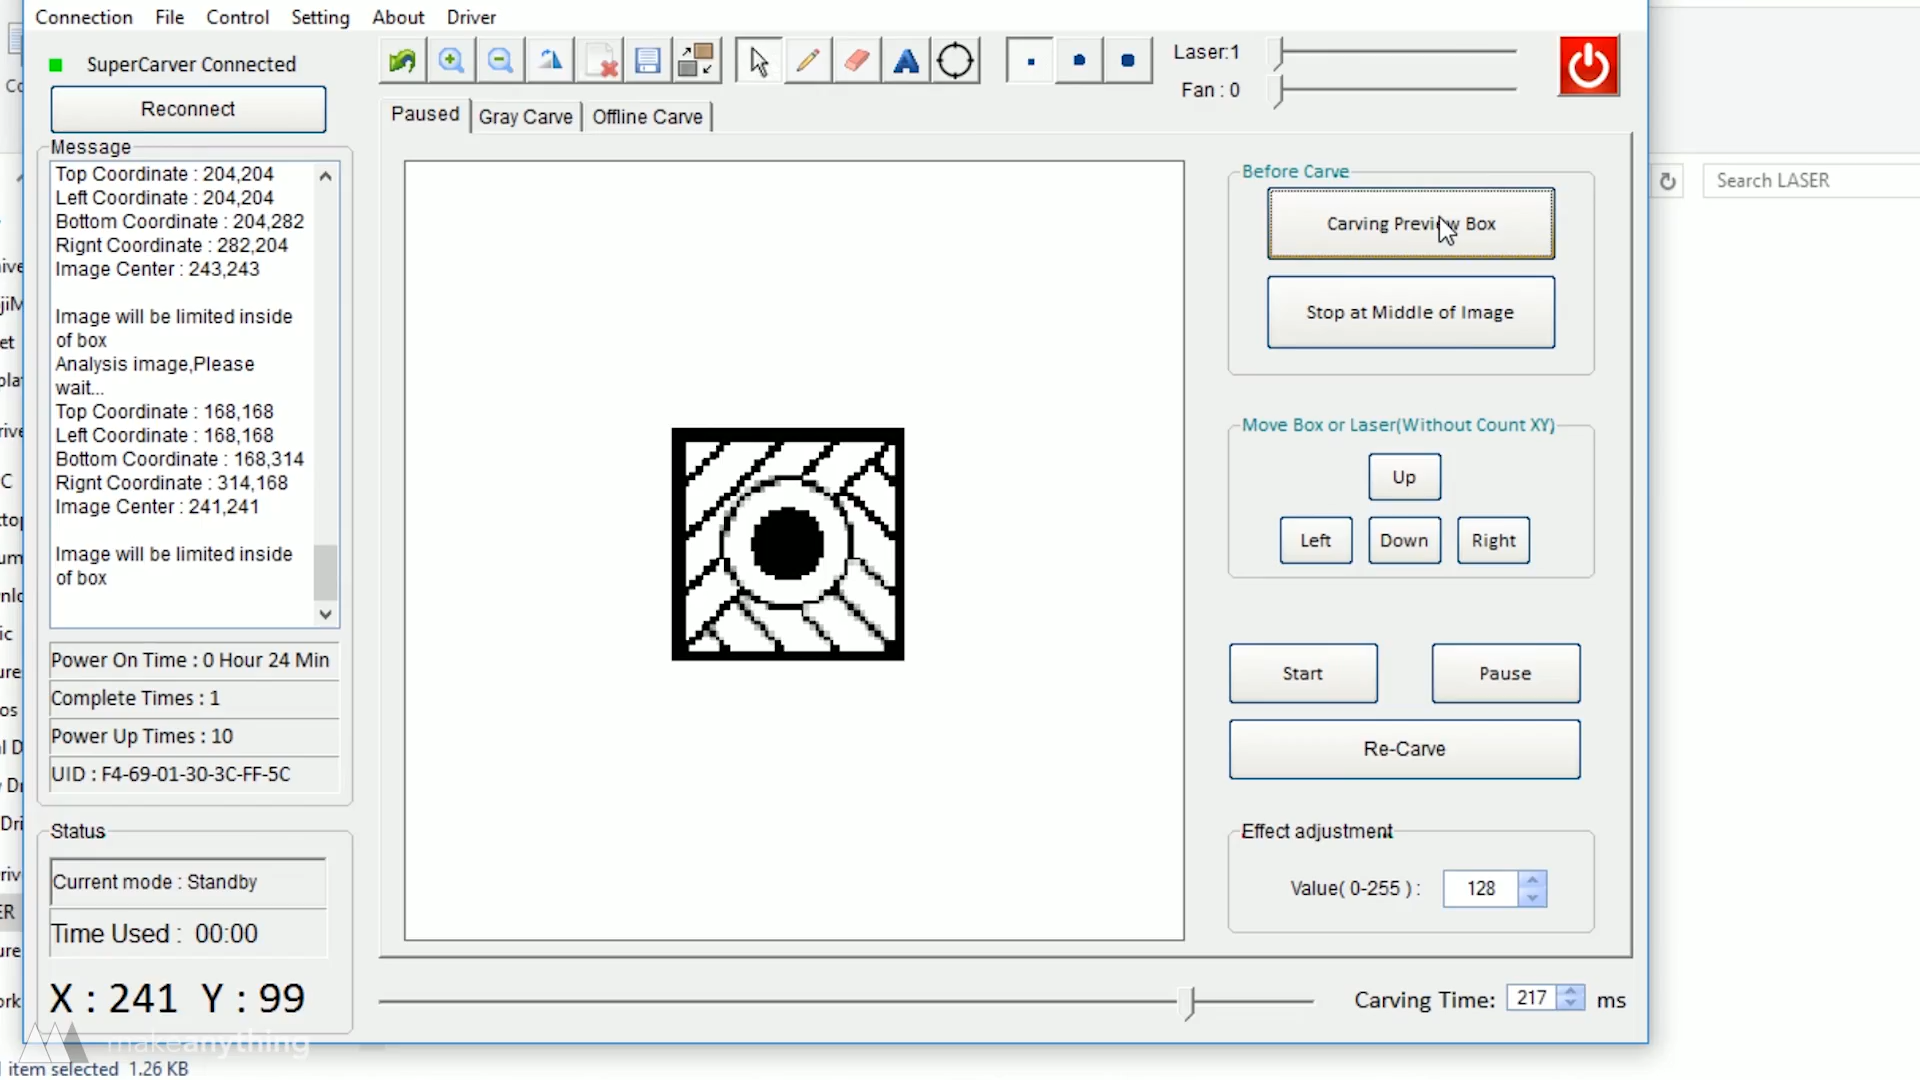 Connection File Control Setting About Driver
SuperCarver Connected
Reconnect
Laser:1
Fan : 0
Paused Gray Carve Offline Carve
Message
Top Coordinate : 204,204
Left Coordinate : 204,204
Bottom Coordinate : 204,282
Rignt Coordinate : 282,204
Image Center : 243,243
Image will be limited inside
of box
Analysis image,Please
wait...
Top Coordinate : 168,168
Left Coordinate : 168,168
Bottom Coordinate : 168,314
Rignt Coordinate : 314,168
Image Center : 241,241
Image will be limited inside
of box
Power On Time : 0 Hour 24 Min
Complete Times : 1
Power Up Times : 10
UID : F4-69-01-30-3C-FF-5C
Status
Current mode : Standby
Time Used : 00:00
X : 241 Y : 99
Before Carve
Carving Preview Box
Stop at Middle of Image
Move Box or Laser(Without Count XY)
Up
Left Down Right
Start Pause
Re-Carve
Effect adjustment
Value( 0-255 ) : 128
Carving Time: 217 ms
Search LASER
makeanything
item selected 1.26 KB